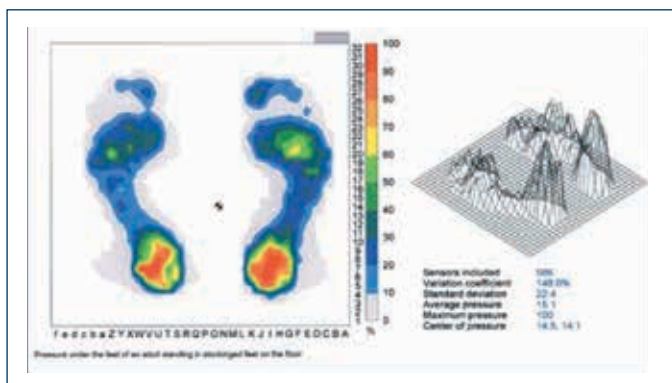 100
90
80
70
60
50
40
30
20
10
0
%
f e d c b a Z Y X W V U T S R Q P O N M L K J I H G F E D C B A
Pressure under the feet of an adult standing in stockinged feet on the floor
Sensors included 586
Variation coefficient 148.0%
Standard deviation 22.4
Average pressure 15.1
Maximum pressure 100
Center of pressure 14.5, 14.1